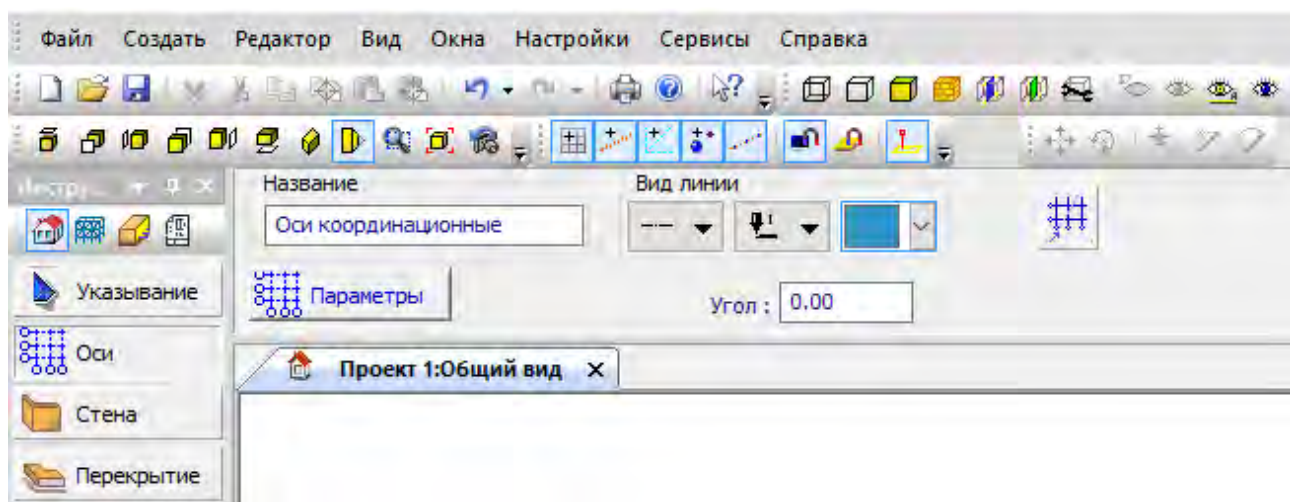 Файл Создать Редактор Вид Окна Настройки Сервисы Справка
Название Вид линии
Оси координационные
1
Указывание
Параметры Угол : 0.00
Оси
Проект 1:Общий вид X
Стена
Перекрытие